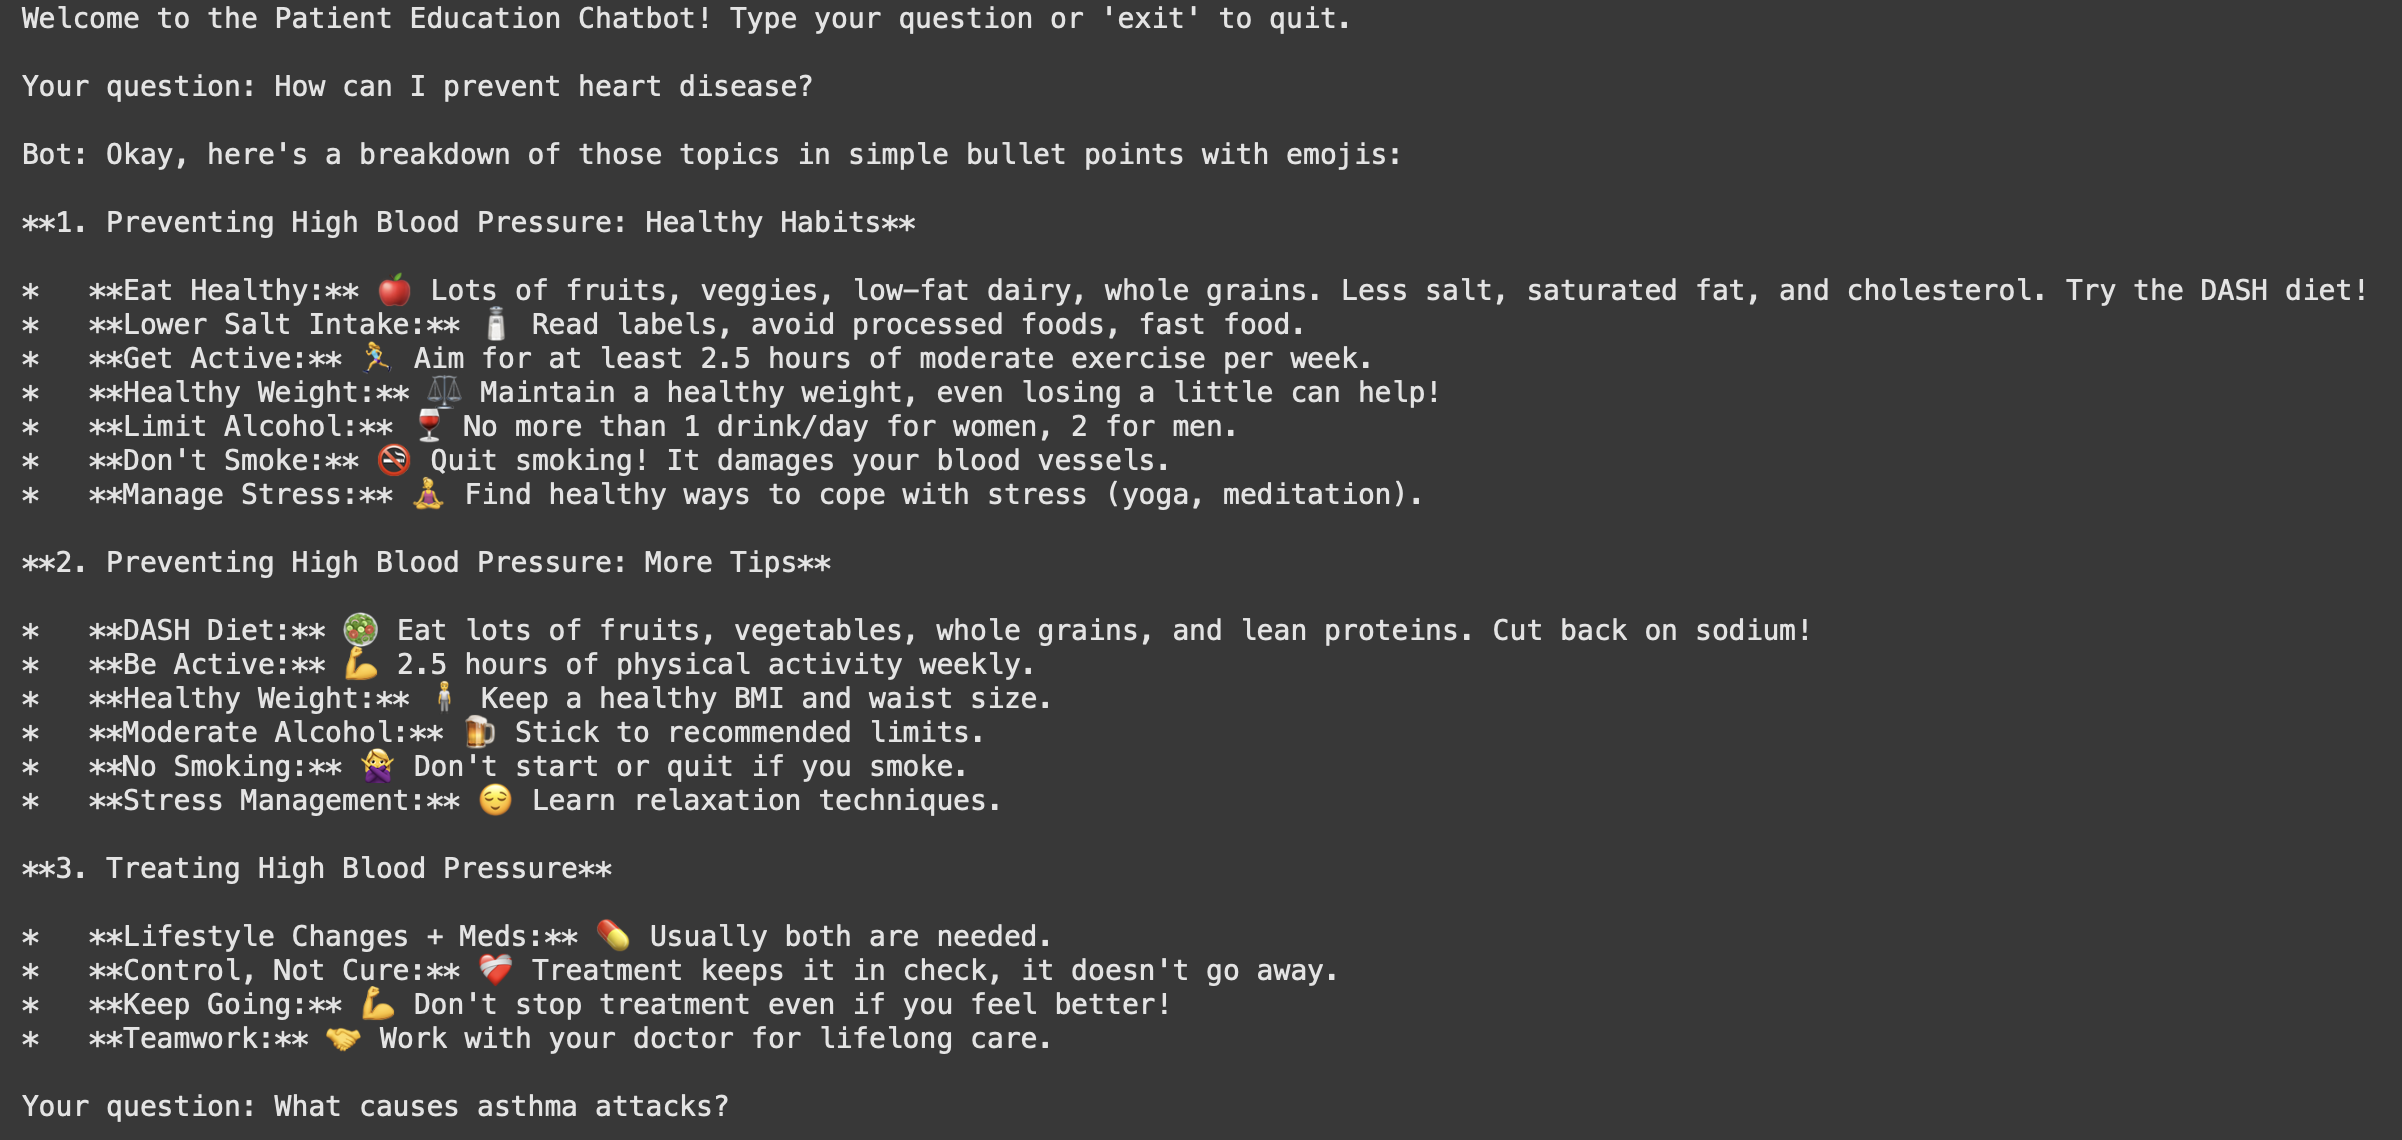 Welcome to the Patient Education Chatbot! Type your question or 'exit' to quit.
Your question: How can I prevent heart disease?
Bot: Okay, here's a breakdown of those topics in simple bullet points with emojis:
**1. Preventing High Blood Pressure: Healthy Habits**
*   **Eat Healthy:** 🍎 Lots of fruits, veggies, low-fat dairy, whole grains. Less salt, saturated fat, and cholesterol. Try the DASH diet!
*   **Lower Salt Intake:** 🧂 Read labels, avoid processed foods, fast food.
*   **Get Active:** 🏃‍♀️ Aim for at least 2.5 hours of moderate exercise per week.
*   **Healthy Weight:** ⚖️ Maintain a healthy weight, even losing a little can help!
*   **Limit Alcohol:** 🍷 No more than 1 drink/day for women, 2 for men.
*   **Don't Smoke:** 🚭 Quit smoking! It damages your blood vessels.
*   **Manage Stress:** 🧘‍♀️ Find healthy ways to cope with stress (yoga, meditation).
**2. Preventing High Blood Pressure: More Tips**
*   **DASH Diet:** 🥗 Eat lots of fruits, vegetables, whole grains, and lean proteins. Cut back on sodium!
*   **Be Active:** 💪 2.5 hours of physical activity weekly.
*   **Healthy Weight:** 🧍 Keep a healthy BMI and waist size.
*   **Moderate Alcohol:** 🍺 Stick to recommended limits.
*   **No Smoking:** 🙅‍♀️ Don't start or quit if you smoke.
*   **Stress Management:** 😌 Learn relaxation techniques.
**3. Treating High Blood Pressure**
*   **Lifestyle Changes + Meds:** 💊 Usually both are needed.
*   **Control, Not Cure:** ❤️‍🩹 Treatment keeps it in check, it doesn't go away.
*   **Keep Going:** 💪 Don't stop treatment even if you feel better!
*   **Teamwork:** 🤝 Work with your doctor for lifelong care.
Your question: What causes asthma attacks?